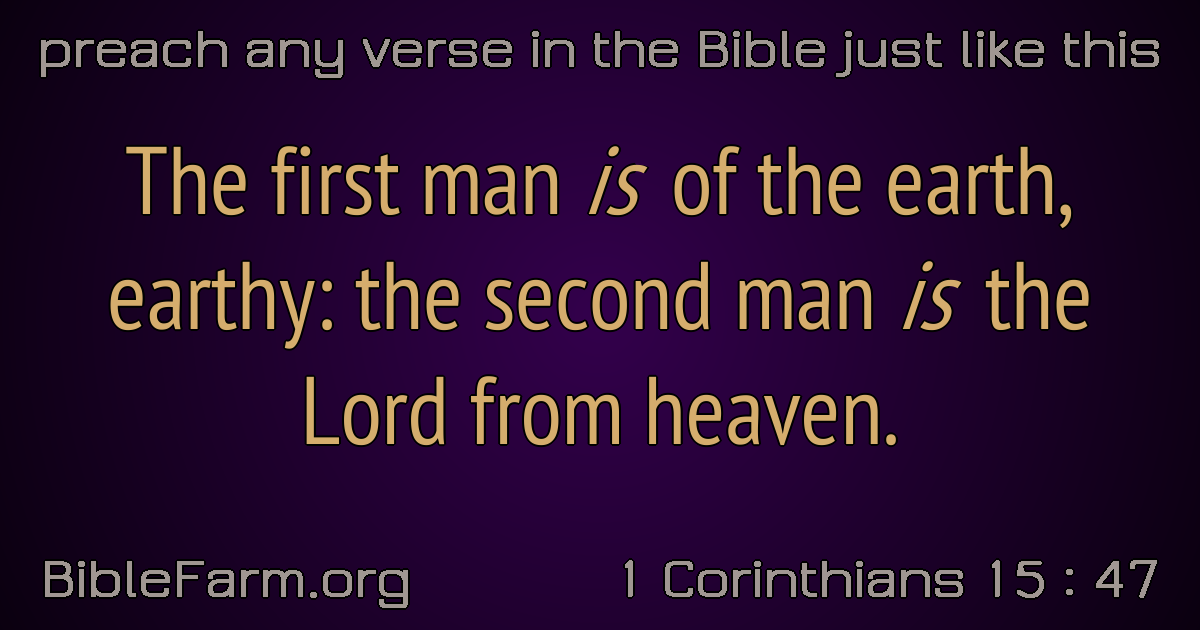 preach any verse in the Bible just like this
The first man is of the earth,
earthy: the second man is the
Lord from heaven.
BibleFarm.org
1 Corinthians 15 : 47